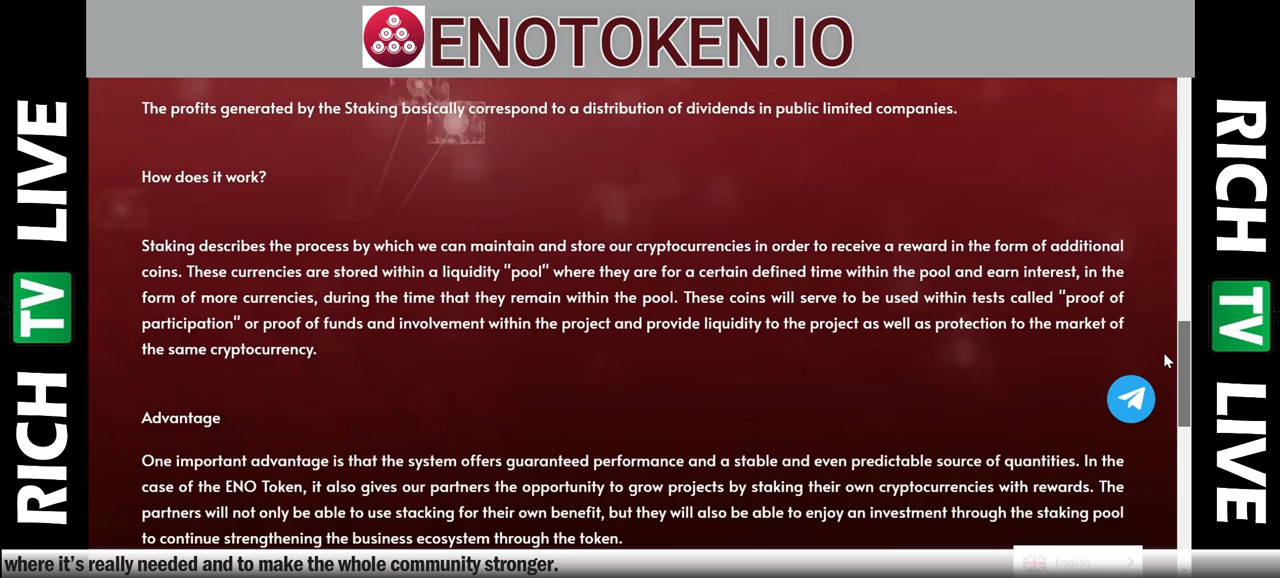 ENOTOKEN.IO
RICH TV LIVE
RICH TV LIVE
The profits generated by the Staking basically correspond to a distribution of dividends in public limited companies.
How does it work?
Staking describes the process by which we can maintain and store our cryptocurrencies in order to receive a reward in the form of additional
coins. These currencies are stored within a liquidity "pool" where they are for a certain defined time within the pool and earn interest, in the
form of more currencies, during the time that they remain within the pool. These coins will serve to be used within tests called "proof of
participation" or proof of funds and involvement within the project and provide liquidity to the project as well as protection to the market of
the same cryptocurrency.
Advantage
One important advantage is that the system offers guaranteed performance and a stable and even predictable source of quantities. In the
case of the ENO Token, it also gives our partners the opportunity to grow projects by staking their own cryptocurrencies with rewards. The
partners will not only be able to use stacking for their own benefit, but they will also be able to enjoy an investment through the staking pool
to continue strengthening the business ecosystem through the token.
where it's really needed and to make the whole community stronger.
English